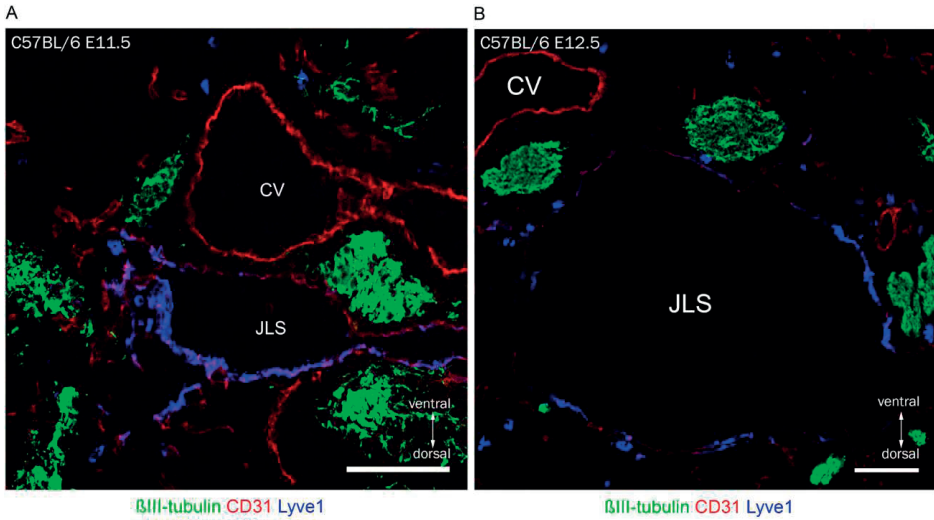 A
C57BL/6 E11.5
CV
JLS
ventral
dorsal
ßIII-tubulin CD31 Lyve1
B
C57BL/6 E12.5
CV
JLS
ventral
dorsal
ßIII-tubulin CD31 Lyve1